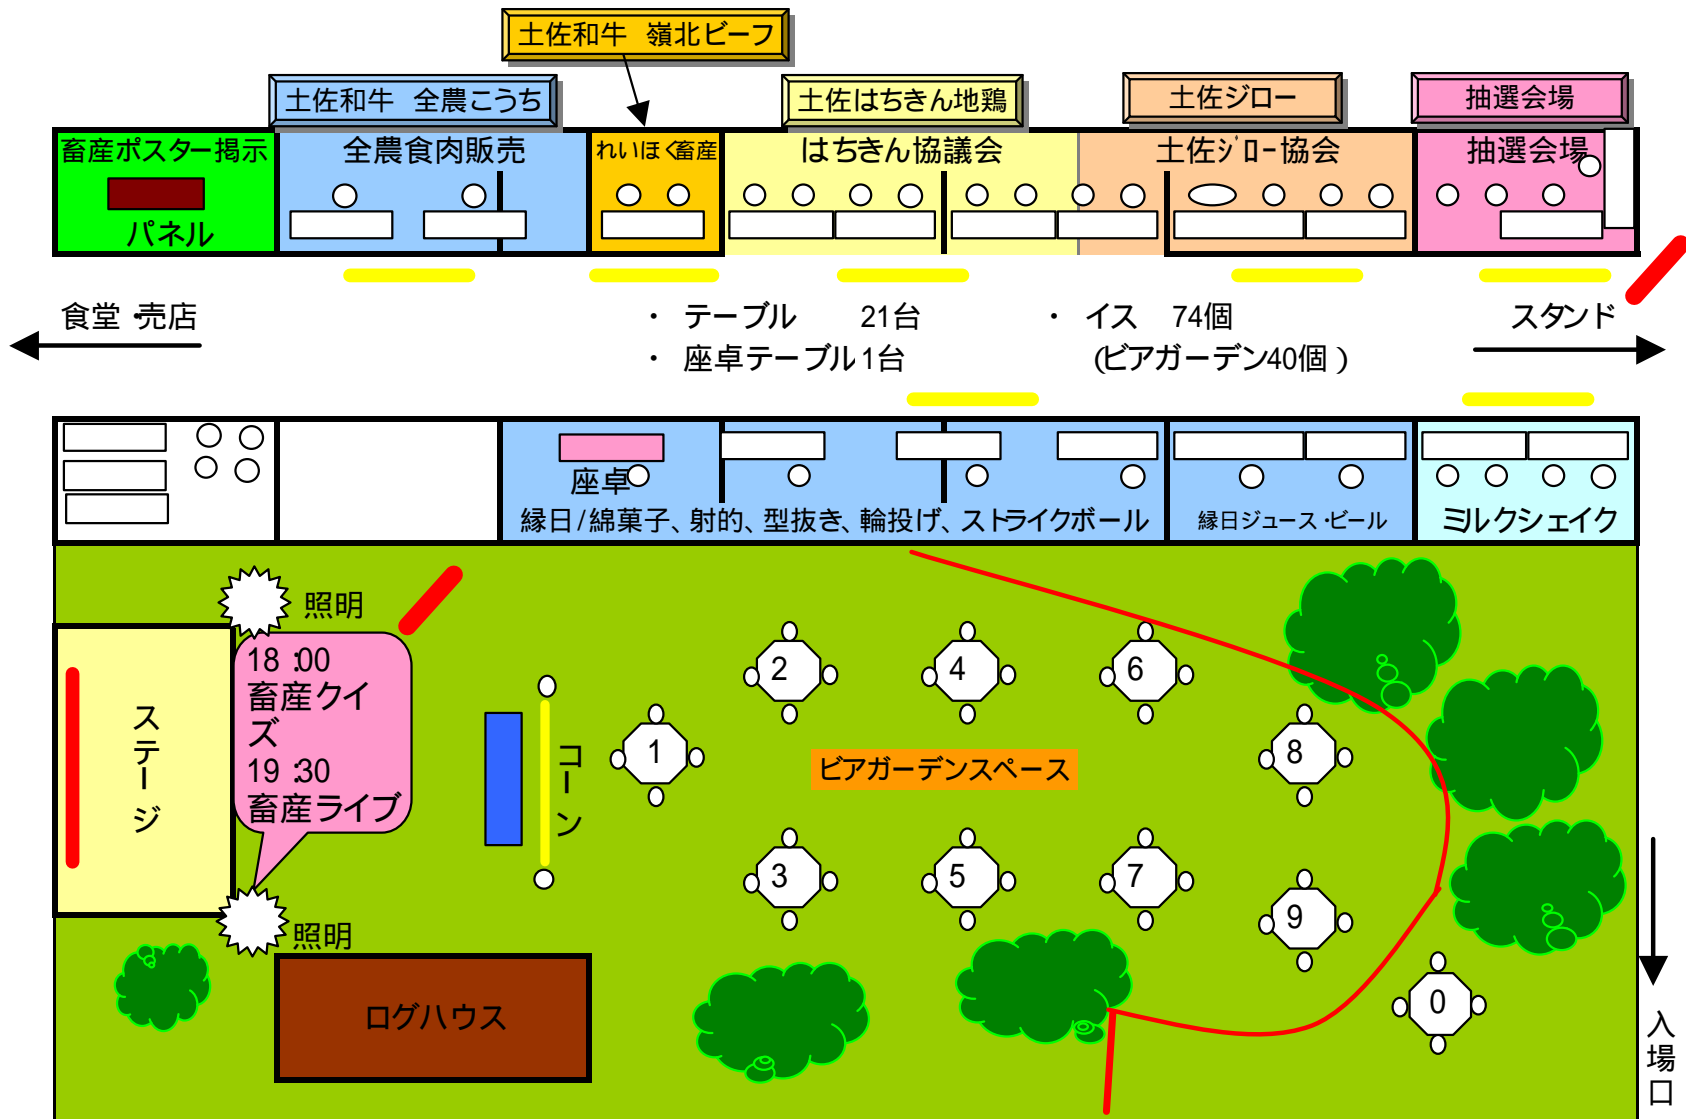 土佐和牛 嶺北ビーフ
土佐和牛 全農こうち
土佐はちきん地鶏
土佐ジロー
抽選会場
畜産ポスター掲示
全農食肉販売
れいほく畜産
はちきん協議会
土佐ジロー協会
抽選会場
パネル
食堂・売店
・ テーブル 21台
・ イス 74個
スタンド
・ 座卓テーブル 1台
(ビアガーデン40個)
座卓
縁日/綿菓子、射的、型抜き、輪投げ、ストライクボール
縁日ジュース・ビール
ミルクシェイク
照明
18:00
畜産クイ
ズ
19:30
畜産ライブ
ステージ
コーン
2
4
6
1
8
ビアガーデンスペース
3
5
7
9
0
照明
ログハウス
入場口